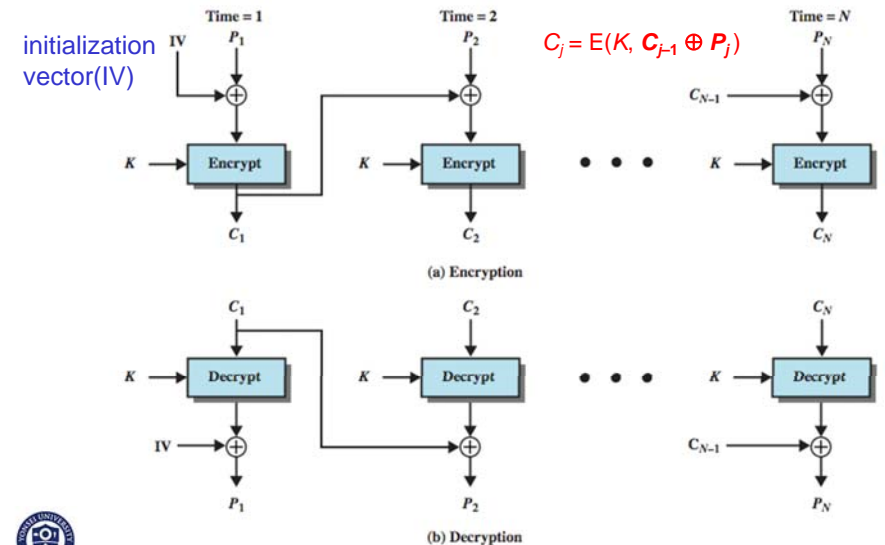 Time = 1 Time = 2 Time = N
initialization vector(IV)
IV P1 P2 Cj = E(K, Cj–1 ⊕ Pj) PN
CN–1
K Encrypt K Encrypt • • • K Encrypt
C1 C2 CN
(a) Encryption
C1 C2 CN
K Decrypt K Decrypt • • • K Decrypt
IV CN–1
P1 P2 PN
(b) Decryption
YONSEI UNIVERSITY